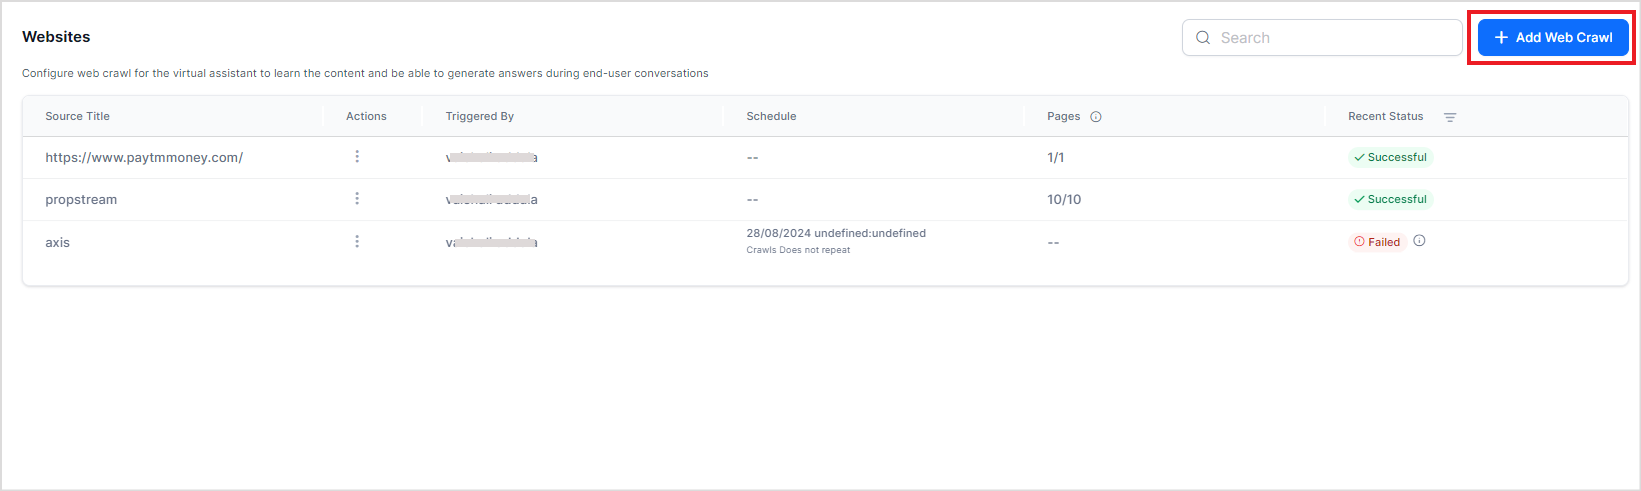 Websites
Search
+ Add Web Crawl
Configure web crawl for the virtual assistant to learn the content and be able to generate answers during end-user conversations
Source Title Actions Triggered By Schedule Pages Recent Status
https://www.paytmmoney.com/ -- 1/1 Successful
propstream -- 10/10 Successful
axis 28/08/2024 undefined:undefined -- Failed
Crawls Does not repeat